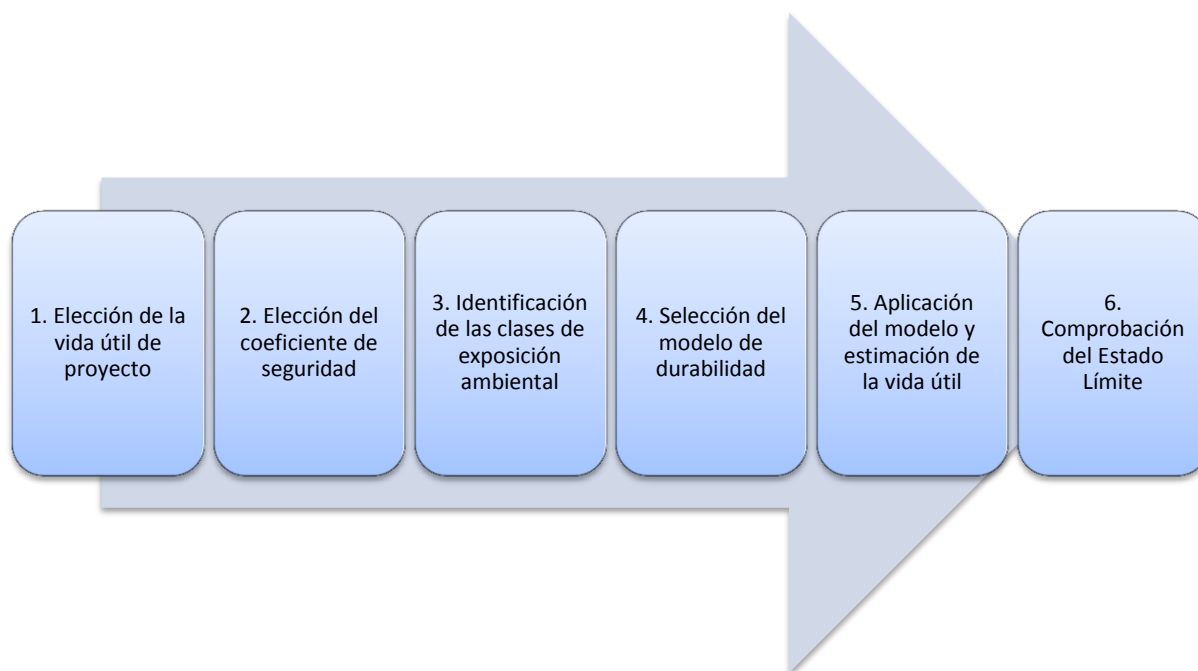 1. Elección de la
vida útil de
proyecto
2. Elección del
coeficiente de
seguridad
3. Identificación
de las clases de
exposición
ambiental
4. Selección del
modelo de
durabilidad
5. Aplicación
del modelo y
estimación de
la vida útil
6.
Comprobación
del Estado
Límite